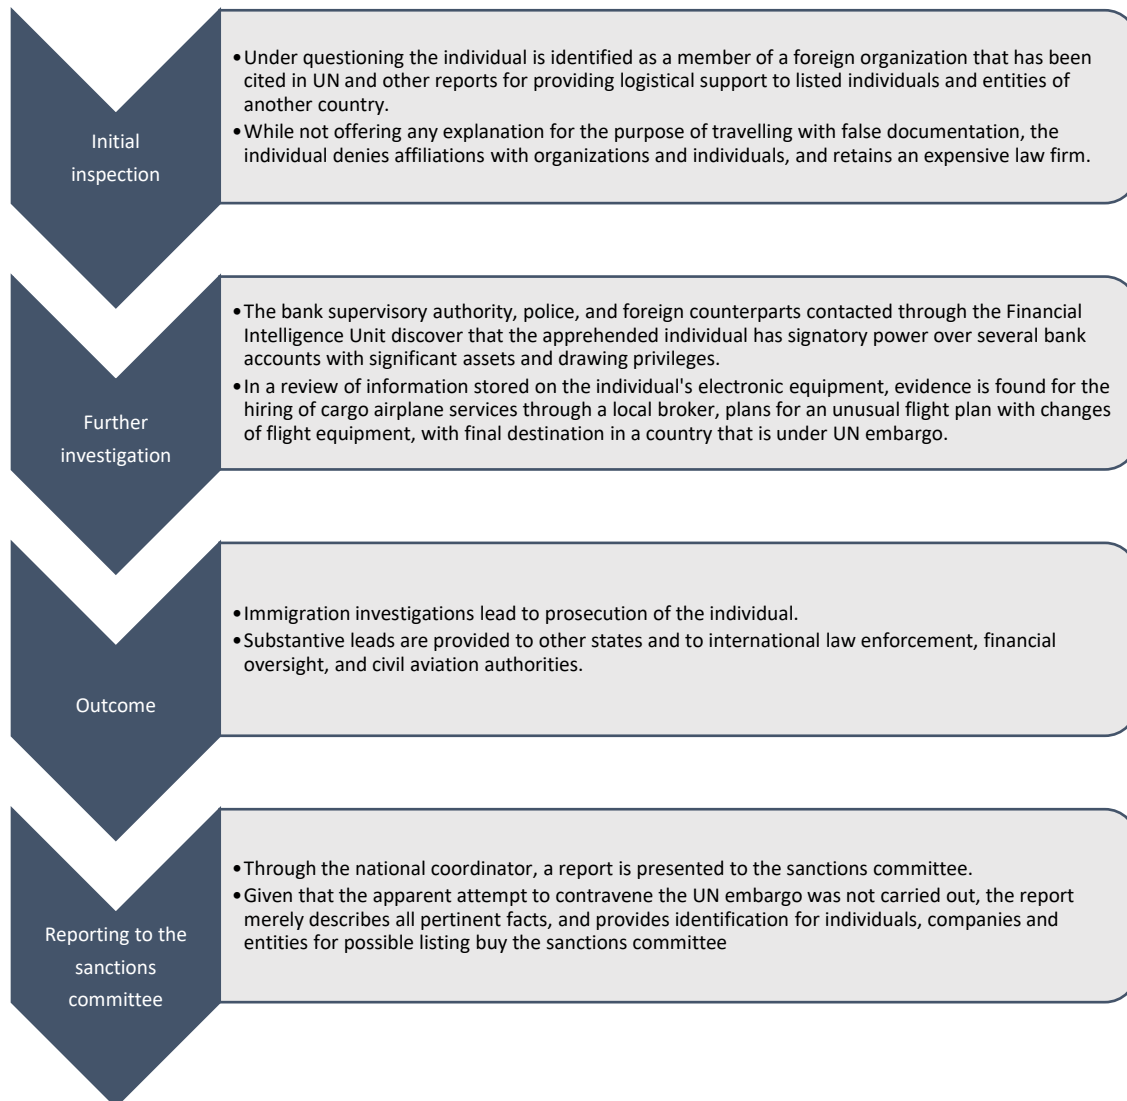 Initial
inspection
•Under questioning the individual is identified as a member of a foreign organization that has been
cited in UN and other reports for providing logistical support to listed individuals and entities of
another country.
•While not offering any explanation for the purpose of travelling with false documentation, the
individual denies affiliations with organizations and individuals, and retains an expensive law firm.
Further
investigation
•The bank supervisory authority, police, and foreign counterparts contacted through the Financial
Intelligence Unit discover that the apprehended individual has signatory power over several bank
accounts with significant assets and drawing privileges.
•In a review of information stored on the individual's electronic equipment, evidence is found for the
hiring of cargo airplane services through a local broker, plans for an unusual flight plan with changes
of flight equipment, with final destination in a country that is under UN embargo.
Outcome
•Immigration investigations lead to prosecution of the individual.
•Substantive leads are provided to other states and to international law enforcement, financial
oversight, and civil aviation authorities.
Reporting to the
sanctions
committee
•Through the national coordinator, a report is presented to the sanctions committee.
•Given that the apparent attempt to contravene the UN embargo was not carried out, the report
merely describes all pertinent facts, and provides identification for individuals, companies and
entities for possible listing buy the sanctions committee